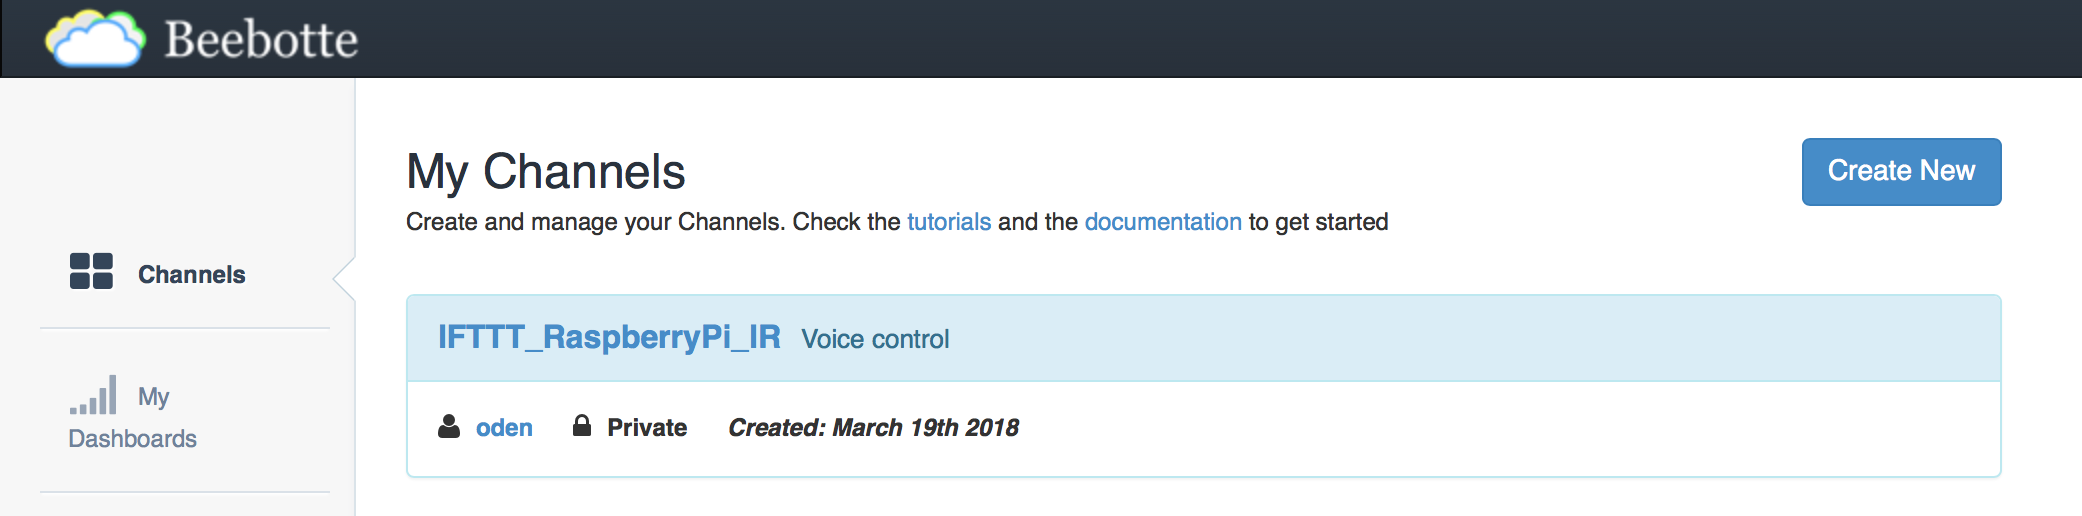 Beebotte
My Channels
Create New
Create and manage your Channels. Check the tutorials and the documentation to get started
Channels
IFTTT_RaspberryPi_IR Voice control
My
Dashboards
oden Private Created: March 19th 2018